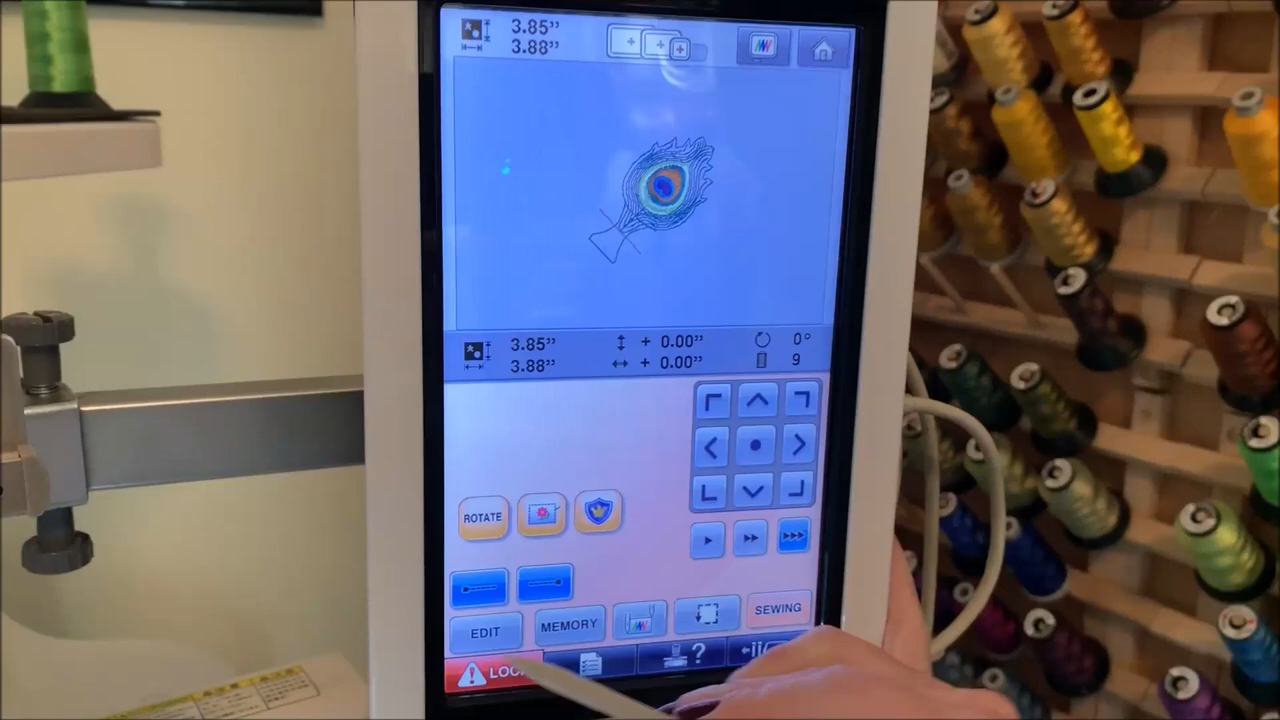 3.85"
3.88"
3.85" + 0.00" 0°
3.88" + 0.00" 9
ROTATE
EDIT MEMORY SEWING
?